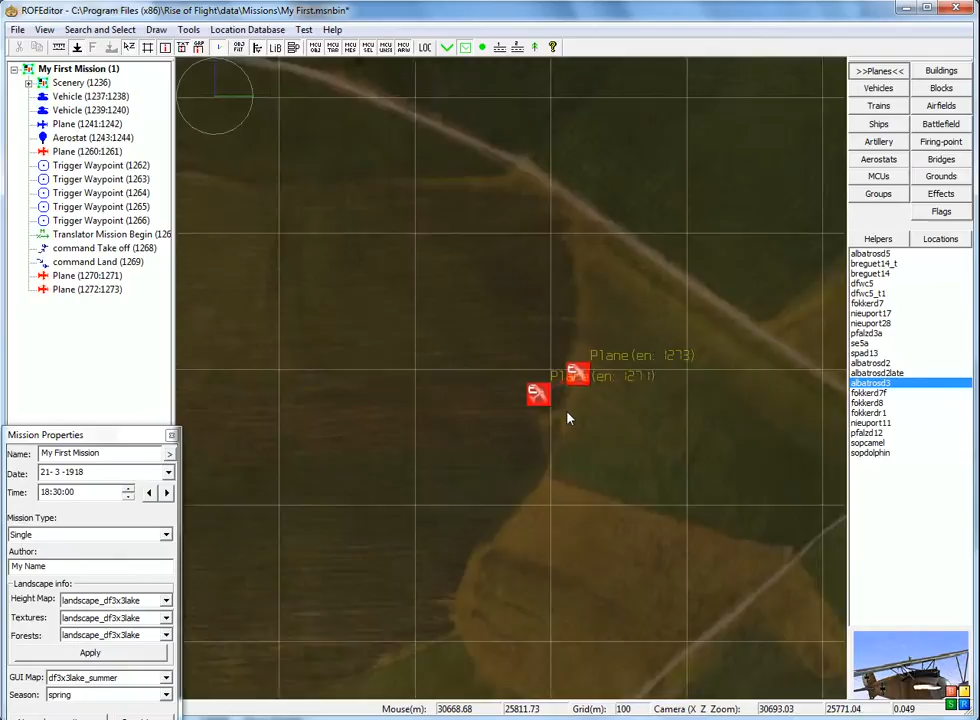 ROFEditor - C:\Program Files (x86)\Rise of Flight\data\Missions\My First.msnbin*
File View Search and Select Draw Tools Location Database Test Help
LOC
My First Mission (1)
Scenery (1236)
Vehicle (1237:1238)
Vehicle (1239:1240)
Plane (1241:1242)
Aerostat (1243:1244)
Plane (1260:1261)
Trigger Waypoint (1262)
Trigger Waypoint (1263)
Trigger Waypoint (1264)
Trigger Waypoint (1265)
Trigger Waypoint (1266)
Translator Mission Begin (126
command Take off (1268)
command Land (1269)
Plane (1270:1271)
Plane (1272:1273)
Plane (en: 1273)
Plane (en: 1271)
Mission Properties
Name: My First Mission >
Date: 21- 3 -1918
Time: 18:30:00
Mission Type:
Single
Author:
My Name
Landscape info:
Height Map: landscape_df3x3lake
Textures: landscape_df3x3lake
Forests: landscape_df3x3lake
Apply
GUI Map: df3x3lake_summer
Season: spring
>>Planes<< Buildings
Vehicles Blocks
Trains Airfields
Ships Battlefield
Artillery Firing-point
Aerostats Bridges
MCUs Grounds
Groups Effects
Flags
Helpers Locations
albatrosd5
breguet14_t
breguet14
dfwc5
dfwc5_t1
fokkerd7
nieuport17
nieuport28
pfalzd3a
se5a
spad13
albatrosd2
albatrosd2late
albatrosd3
fokkerd7f
fokkerd8
fokkerdr1
nieuport11
pfalzd12
sopcamel
sopdolphin
Mouse(m): 30668.68 25811.73 Grid(m): 100 Camera (X Z Zoom): 30693.03 25771.04 0.049